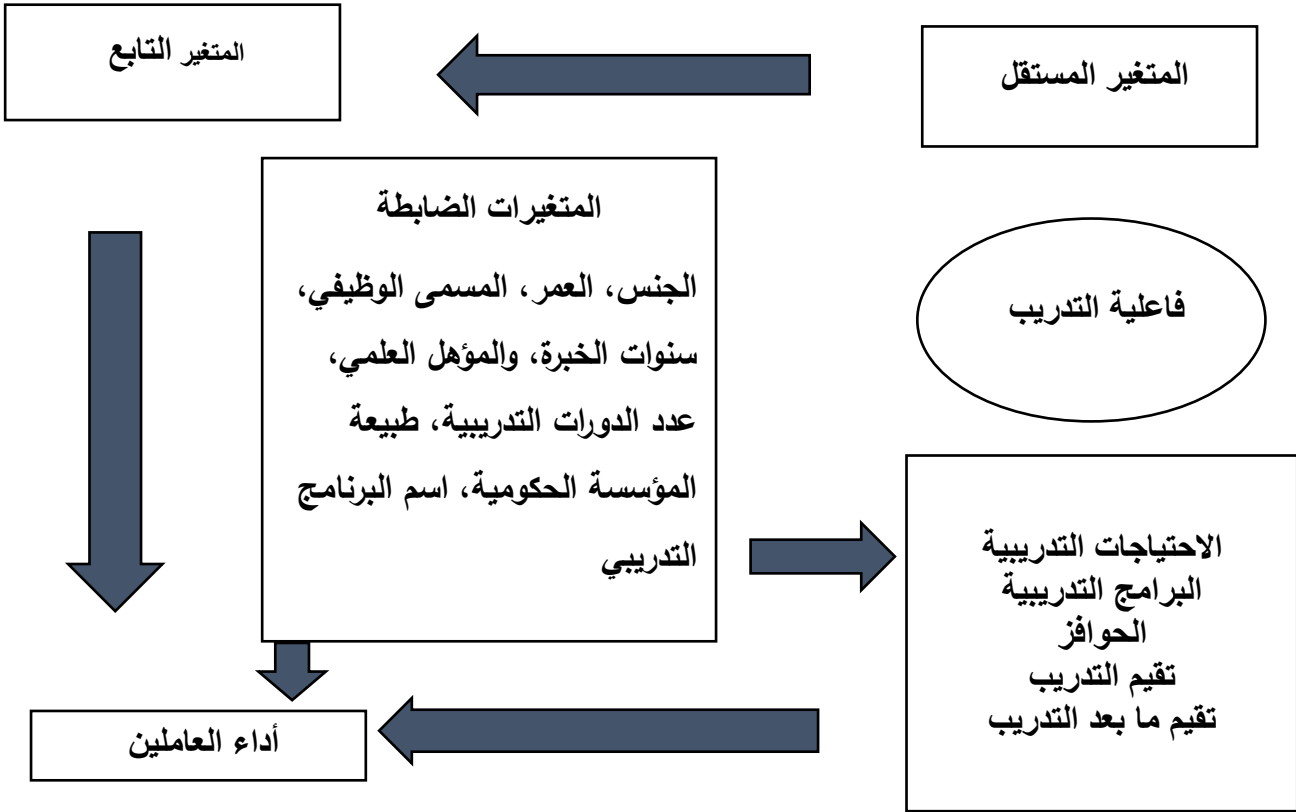 المتغير المستقل
المتغير التابع
المتغيرات الضابطة
الجنس، العمر، المسمى الوظيفي،
سنوات الخبرة، والمؤهل العلمي،
عدد الدورات التدريبية، طبيعة
المؤسسة الحكومية، اسم البرنامج
التدريبي
فاعلية التدريب
الاحتياجات التدريبية
البرامج التدريبية
الحوافز
تقيم التدريب
تقيم ما بعد التدريب
أداء العاملين